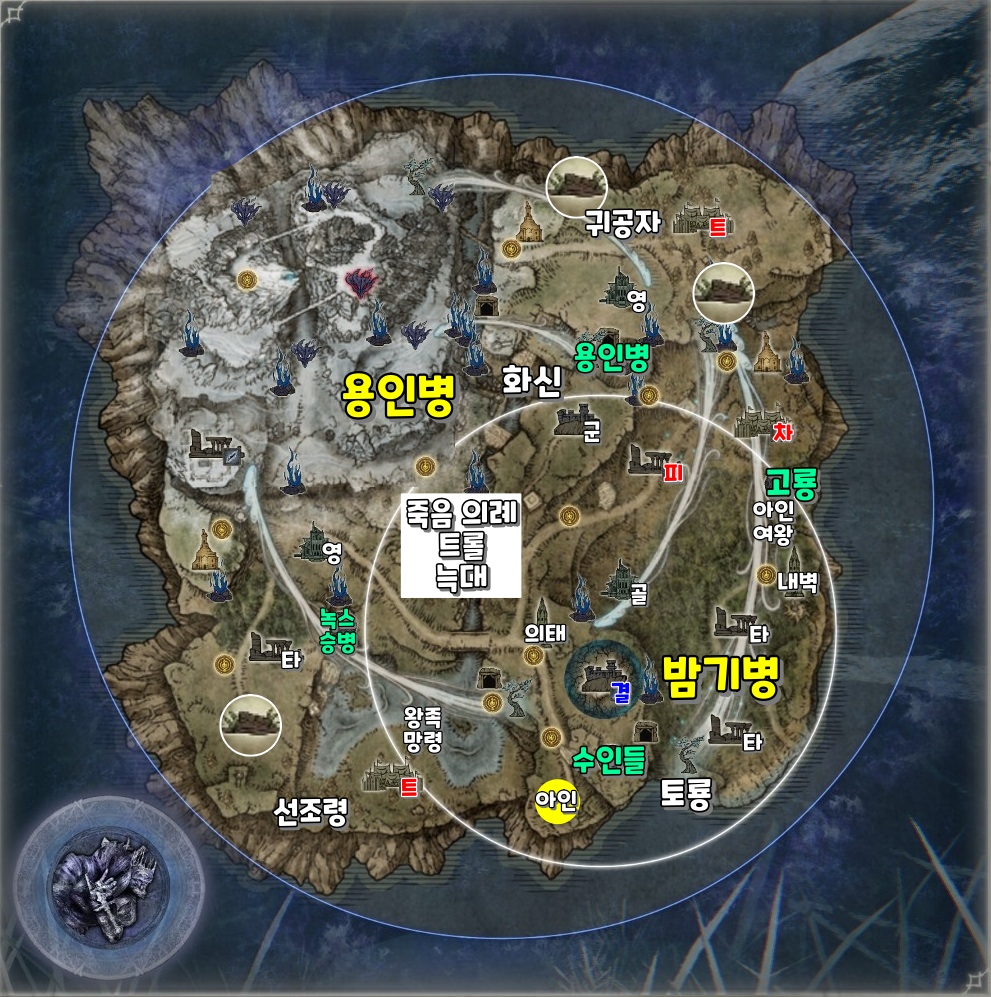 귀공자
트
영
용인병
화신
용인병
군
차
피
고룡
죽음 의례
트롤
늑대
아인
여왕
영
내벽
골
녹스
승병
의태
타
타
밤기병
결
왕족
망령
타
수인들
트
토룡
아인
선조령